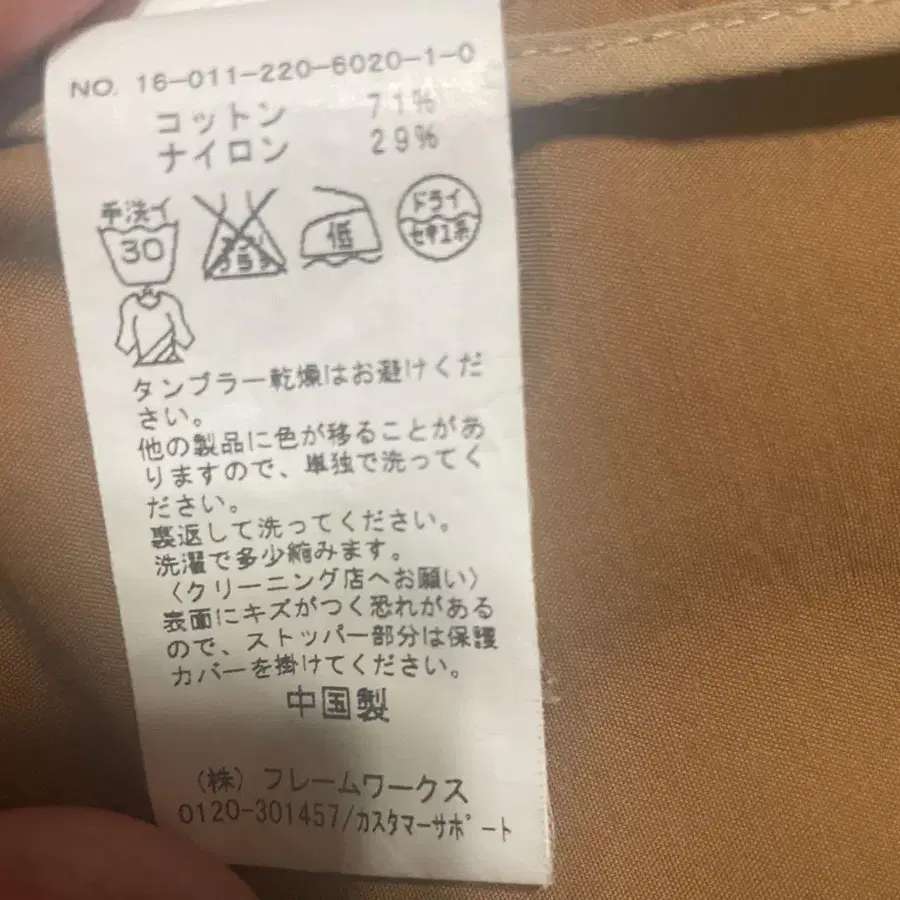 NO. 16-011-220-6020-1-0
コットン 71%
ナイロン 29%
手洗イ
30
エンソ
サラシ
低
ドライ
セキユ系
タンブラー乾燥はお避けくだ
さい。
他の製品に色が移ることがあ
りますので、単独で洗ってく
ださい。
裏返して洗ってください。
洗濯で多少縮みます。
〈クリーニング店へお願い〉
表面にキズがつく恐れがある
ので、ストッパー部分は保護
カバーを掛けてください。
中国製
(株)フレームワークス
0120-301457/カスタマーサポート